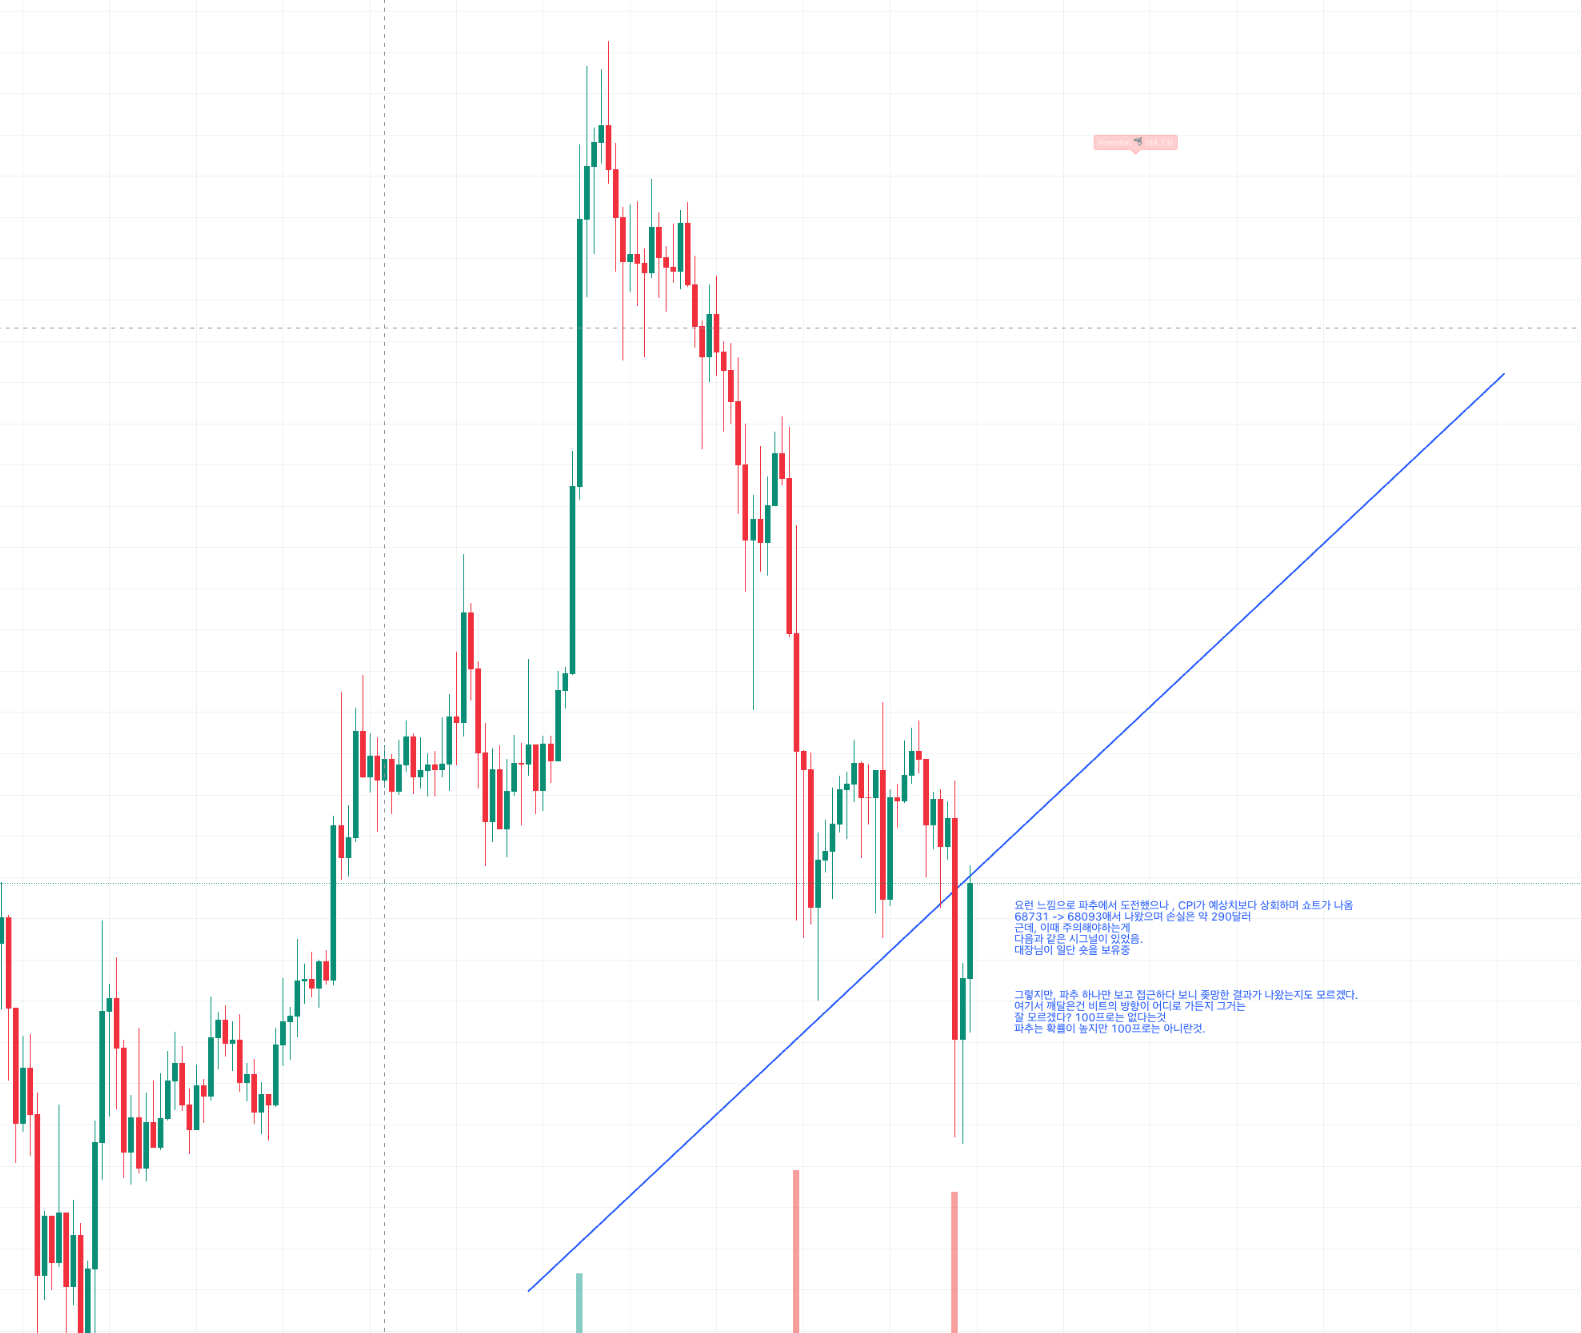 요런 느낌으로 파추에서 도전했으나 , CPI가 예상치보다 상회하며 쇼트가 나옴
68731 -> 68093애서 나왔으며 손실은 약 290달러
근데, 이때 주의해야하는게
다음과 같은 시그널이 있었음.
대장님이 일단 숏을 보유중
그렇지만, 파추 하나만 보고 접근하다 보니 좆망한 결과가 나왔는지도 모르겠다.
여기서 깨달은건 비트의 방향이 어디로 가든지 그거는
잘 모르겠다? 100프로는 없다는것
파추는 확률이 높지만 100프로는 아니란것.